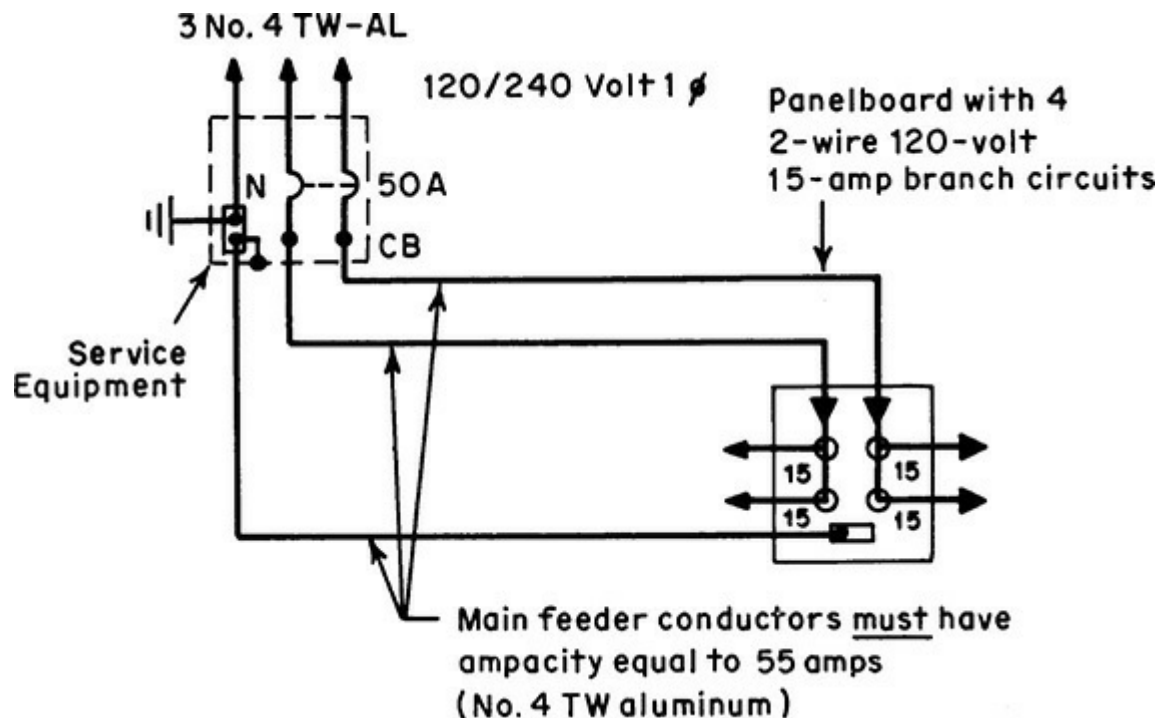 3 No. 4 TW-AL
120/240 Volt 1 ϕ
Panelboard with 4
2-wire 120-volt
15-amp branch circuits
N
50A
CB
Service
Equipment
15
15
15
15
Main feeder conductors must have
ampacity equal to 55 amps
(No. 4 TW aluminum)